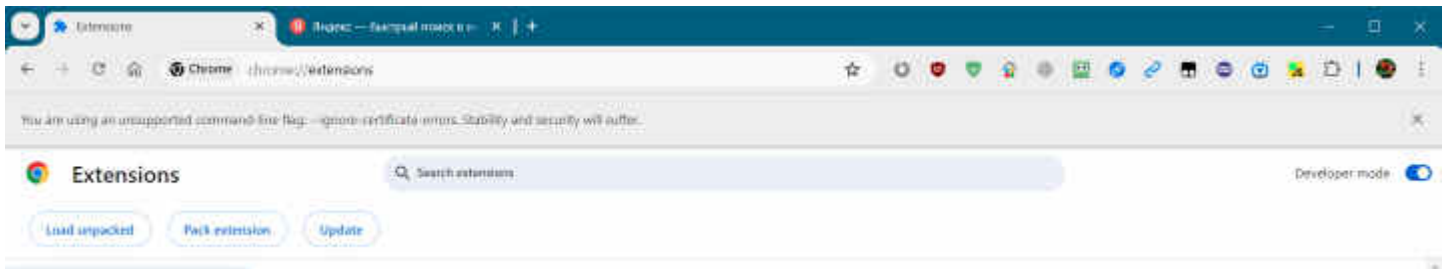 Extensions
Яндекс — быстрый поиск в и
Chrome chrome://extensions
You are using an unsupported command-line flag: --ignore-certificate-errors. Stability and security will suffer.
Extensions
Search extensions
Developer mode
Load unpacked
Pack extension
Update